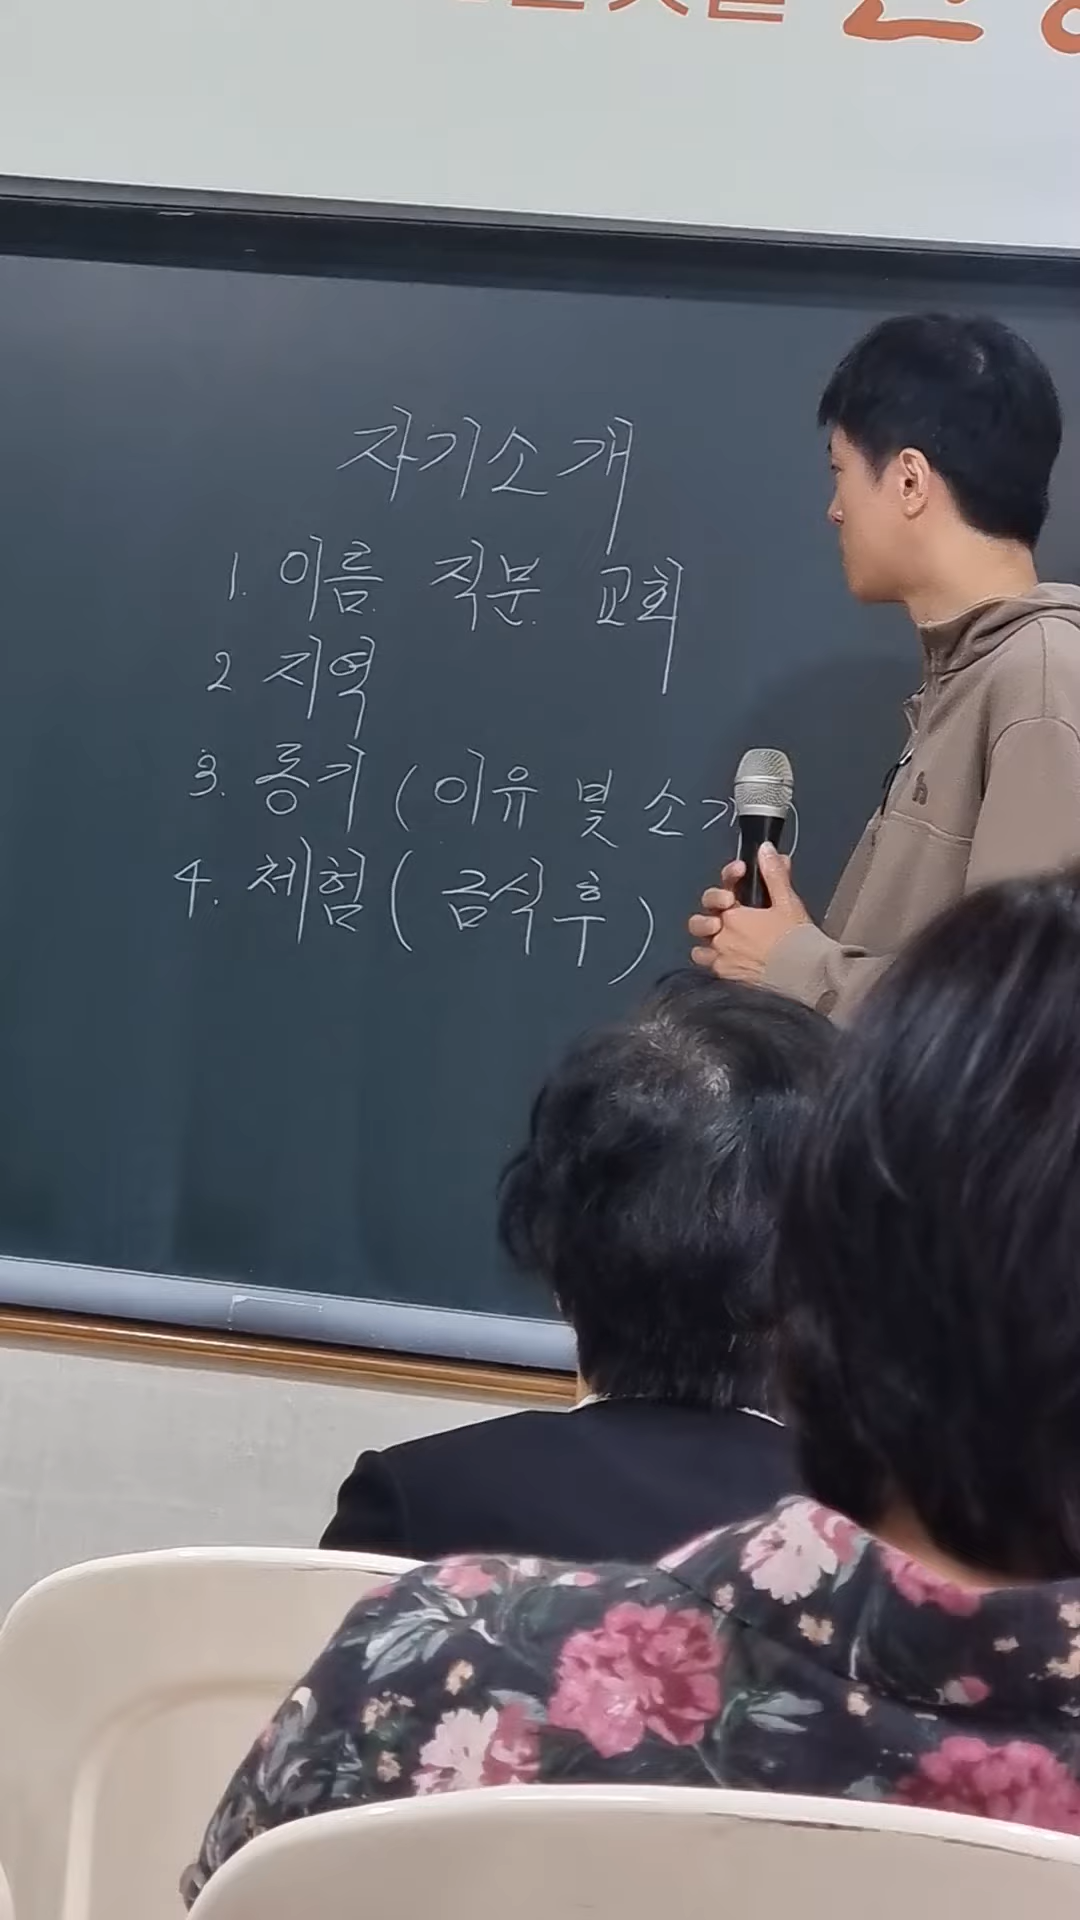 자기소개
1. 이름 직문 교회
2 지역
3. 동기 (이유 및 소개)
4. 체험 (금식 후)